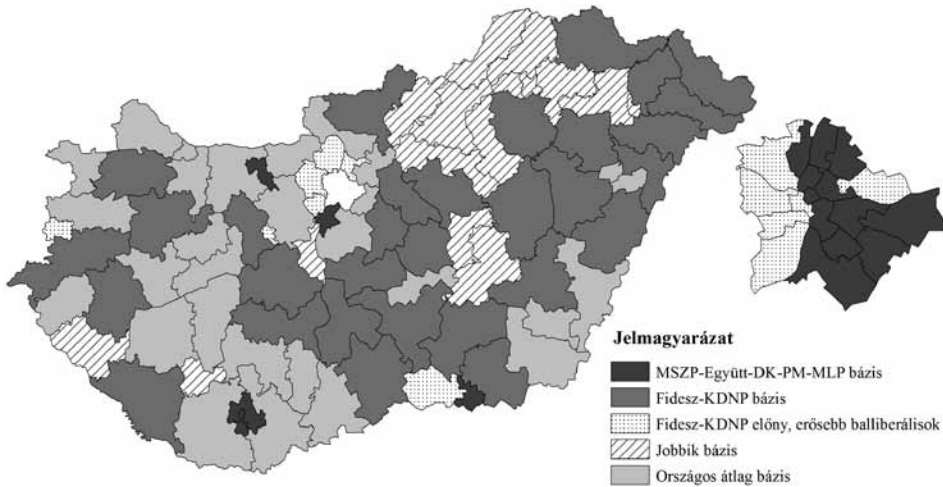 Jelmagyarázat
MSZP-Együtt-DK-PM-MLP bázis
Fidesz-KDNP bázis
Fidesz-KDNP előny, erősebb balliberálisok
Jobbik bázis
Országos átlag bázis